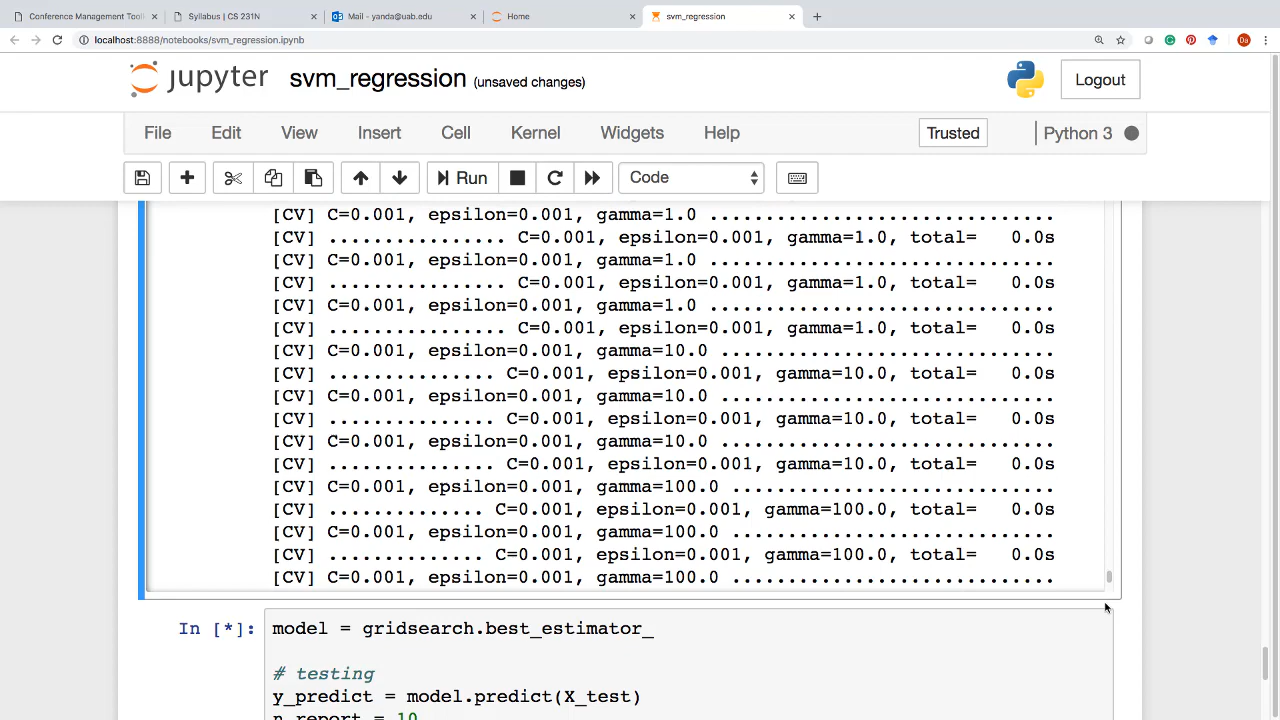 Conference Management Tool
Syllabus | CS 231N
Mail - yanda@uab.edu
Home
svm_regression
localhost:8888/notebooks/svm_regression.ipynb
Da
jupyter svm_regression (unsaved changes)
Logout
File Edit View Insert Cell Kernel Widgets Help
Trusted
Python 3
Run
Code
[CV] C=0.001, epsilon=0.001, gamma=1.0 ...............................
[CV] ................ C=0.001, epsilon=0.001, gamma=1.0, total=   0.0s
[CV] C=0.001, epsilon=0.001, gamma=1.0 ...............................
[CV] ................ C=0.001, epsilon=0.001, gamma=1.0, total=   0.0s
[CV] C=0.001, epsilon=0.001, gamma=1.0 ...............................
[CV] ................ C=0.001, epsilon=0.001, gamma=1.0, total=   0.0s
[CV] C=0.001, epsilon=0.001, gamma=10.0 ..............................
[CV] ............... C=0.001, epsilon=0.001, gamma=10.0, total=   0.0s
[CV] C=0.001, epsilon=0.001, gamma=10.0 ..............................
[CV] ............... C=0.001, epsilon=0.001, gamma=10.0, total=   0.0s
[CV] C=0.001, epsilon=0.001, gamma=10.0 ..............................
[CV] ............... C=0.001, epsilon=0.001, gamma=10.0, total=   0.0s
[CV] C=0.001, epsilon=0.001, gamma=100.0 .............................
[CV] .............. C=0.001, epsilon=0.001, gamma=100.0, total=   0.0s
[CV] C=0.001, epsilon=0.001, gamma=100.0 .............................
[CV] .............. C=0.001, epsilon=0.001, gamma=100.0, total=   0.0s
[CV] C=0.001, epsilon=0.001, gamma=100.0 .............................
In [*]: model = gridsearch.best_estimator_
# testing
y_predict = model.predict(X_test)
n_report = 10